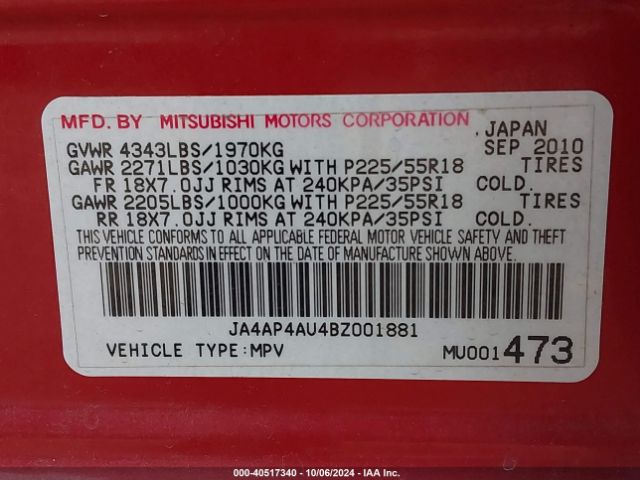 MFD. BY MITSUBISHI MOTORS CORPORATION, JAPAN
GVWR 4343LBS/1970KG SEP 2010
GAWR 2271LBS/1030KG WITH P225/55R18 TIRES
FR 18X7.0JJ RIMS AT 240KPA/35PSI COLD.
GAWR 2205LBS/1000KG WITH P225/55R18 TIRES
RR 18X7.0JJ RIMS AT 240KPA/35PSI COLD.
THIS VEHICLE CONFORMS TO ALL APPLICABLE FEDERAL MOTOR VEHICLE SAFETY AND THEFT
PREVENTION STANDARDS IN EFFECT ON THE DATE OF MANUFACTURE SHOWN ABOVE.
JA4AP4AU4BZ001881
VEHICLE TYPE:MPV MU001473
000-40517340 - 10/06/2024 - IAA Inc.